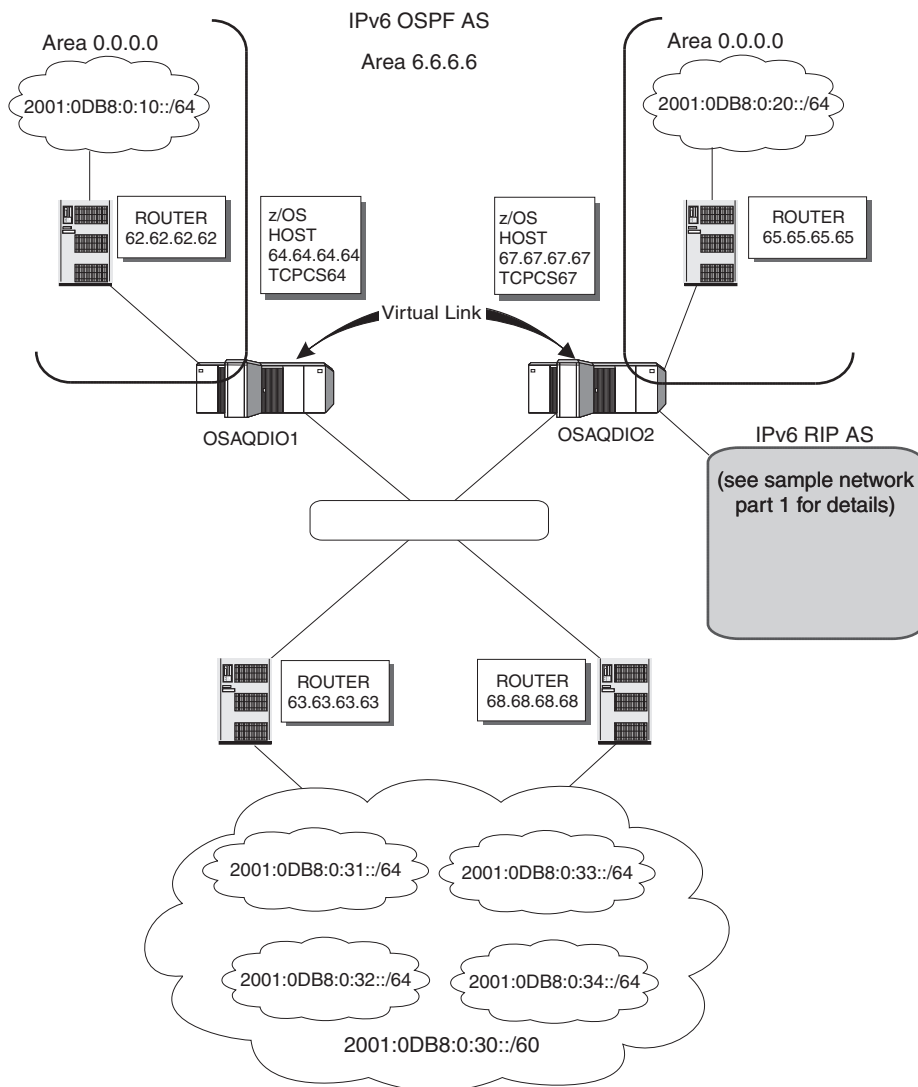 IPv6 OSPF AS
Area 0.0.0.0
Area 6.6.6.6
Area 0.0.0.0
2001:0DB8:0:10::/64
2001:0DB8:0:20::/64
ROUTER
62.62.62.62
z/OS
HOST
64.64.64.64
TCPCS64
z/OS
HOST
67.67.67.67
TCPCS67
ROUTER
65.65.65.65
Virtual Link
OSAQDIO1
OSAQDIO2
IPv6 RIP AS
(see sample network
part 1 for details)
ROUTER
63.63.63.63
ROUTER
68.68.68.68
2001:0DB8:0:31::/64
2001:0DB8:0:33::/64
2001:0DB8:0:32::/64
2001:0DB8:0:34::/64
2001:0DB8:0:30::/60